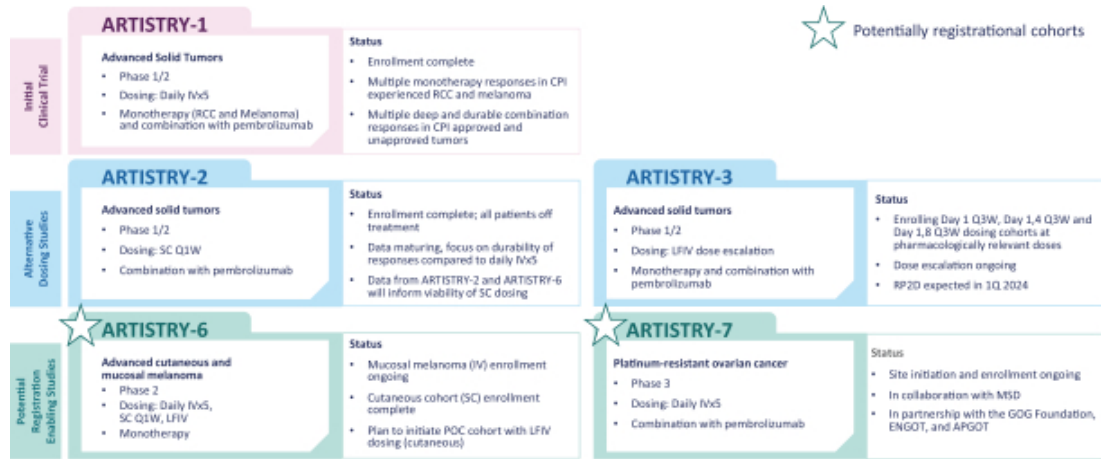 ARTISTRY-1
Potentially registrational cohorts
Initial
Clinical Trial
Advanced Solid Tumors
• Phase 1/2
• Dosing: Daily IVx5
• Monotherapy (RCC and Melanoma)
and combination with pembrolizumab
Status
• Enrollment complete
• Multiple monotherapy responses in CPI
experienced RCC and melanoma
• Multiple deep and durable combination
responses in CPI approved and
unapproved tumors
Alternative
Dosing Studies
ARTISTRY-2
Advanced solid tumors
• Phase 1/2
• Dosing: SC Q1W
• Combination with pembrolizumab
Status
• Enrollment complete; all patients off
treatment
• Data maturing, focus on durability of
responses compared to daily IVx5
• Data from ARTISTRY-2 and ARTISTRY-6
will inform viability of SC dosing
ARTISTRY-3
Advanced solid tumors
• Phase 1/2
• Dosing: LFIV dose escalation
• Monotherapy and combination with
pembrolizumab
Status
• Enrolling Day 1 Q3W, Day 1,4 Q3W and
Day 1,8 Q3W dosing cohorts at
pharmacologically relevant doses
• Dose escalation ongoing
• RP2D expected in 1Q 2024
Potential
Registration
Enabling Studies
ARTISTRY-6
Advanced cutaneous and
mucosal melanoma
• Phase 2
• Dosing: Daily IVx5,
SC Q1W, LFIV
• Monotherapy
Status
• Mucosal melanoma (IV) enrollment
ongoing
• Cutaneous cohort (SC) enrollment
complete
• Plan to initiate POC cohort with LFIV
dosing (cutaneous)
ARTISTRY-7
Platinum-resistant ovarian cancer
• Phase 3
• Dosing: Daily IVx5
• Combination with pembrolizumab
Status
• Site initiation and enrollment ongoing
• In collaboration with MSD
• In partnership with the GOG Foundation,
ENGOT, and APGOT